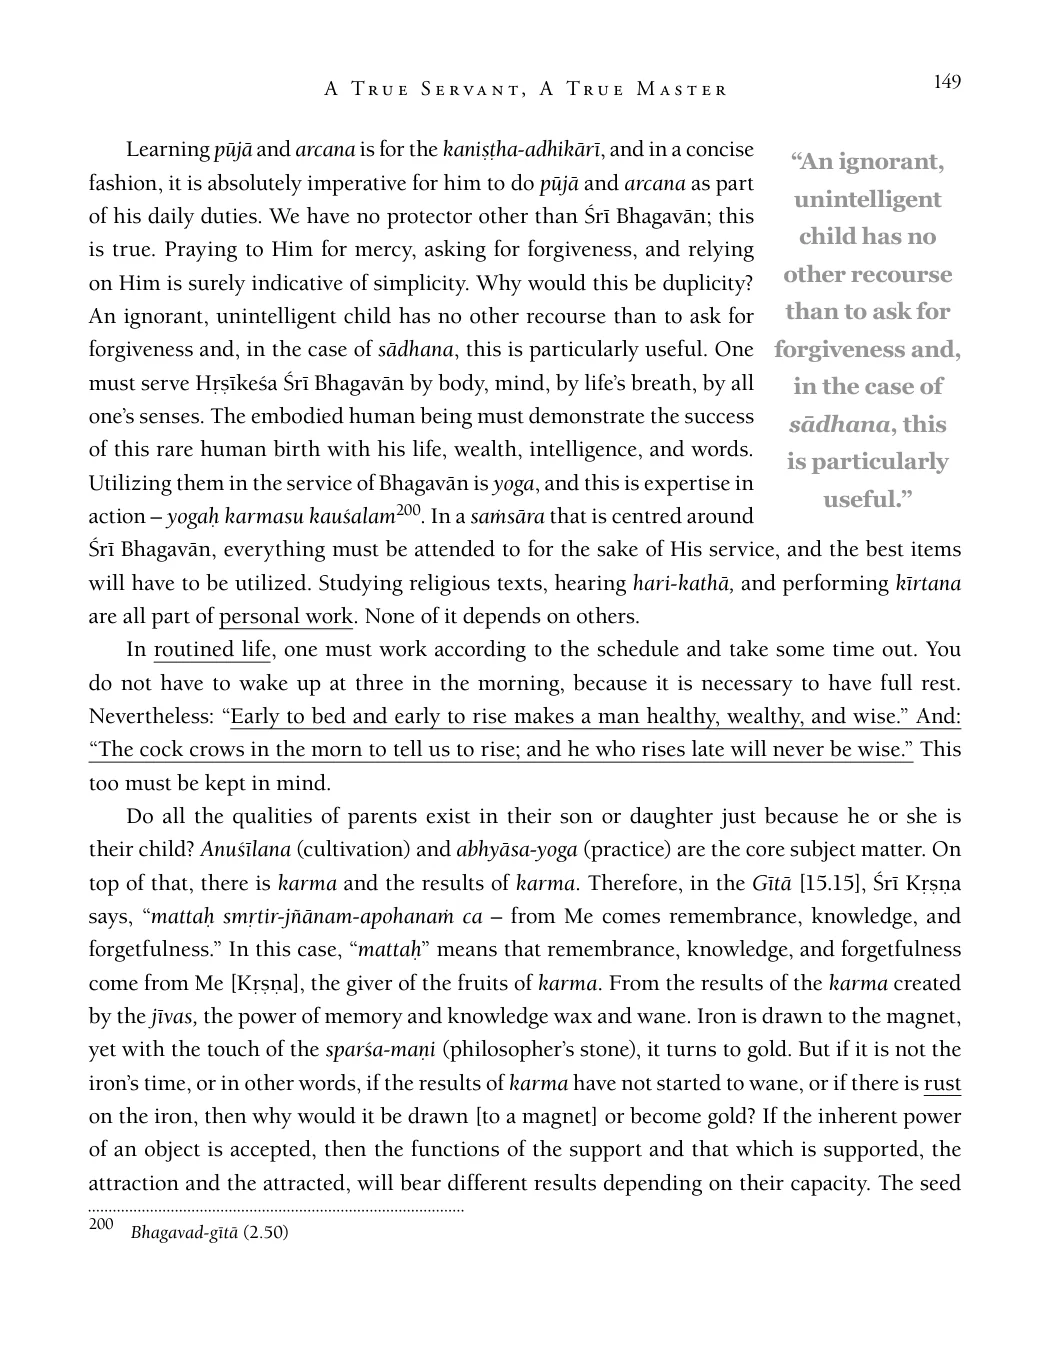 A True Servant, A True Master
149
Learning pūjā and arcana is for the kaniṣṭha-adhikārī, and in a concise
fashion, it is absolutely imperative for him to do pūjā and arcana as part
of his daily duties. We have no protector other than Śrī Bhagavān; this
is true. Praying to Him for mercy, asking for forgiveness, and relying
on Him is surely indicative of simplicity. Why would this be duplicity?
An ignorant, unintelligent child has no other recourse than to ask for
forgiveness and, in the case of sādhana, this is particularly useful. One
must serve Hṛṣīkeśa Śrī Bhagavān by body, mind, by life’s breath, by all
one’s senses. The embodied human being must demonstrate the success
of this rare human birth with his life, wealth, intelligence, and words.
Utilizing them in the service of Bhagavān is yoga, and this is expertise in
action – yogaḥ karmasu kauśalam200. In a saṁsāra that is centred around
Śrī Bhagavān, everything must be attended to for the sake of His service, and the best items
will have to be utilized. Studying religious texts, hearing hari-kathā, and performing kīrtana
are all part of personal work. None of it depends on others.
“An ignorant,
unintelligent
child has no
other recourse
than to ask for
forgiveness and,
in the case of
sādhana, this
is particularly
useful.”
In routined life, one must work according to the schedule and take some time out. You
do not have to wake up at three in the morning, because it is necessary to have full rest.
Nevertheless: “Early to bed and early to rise makes a man healthy, wealthy, and wise.” And:
“The cock crows in the morn to tell us to rise; and he who rises late will never be wise.” This
too must be kept in mind.
Do all the qualities of parents exist in their son or daughter just because he or she is
their child? Anuśīlana (cultivation) and abhyāsa-yoga (practice) are the core subject matter. On
top of that, there is karma and the results of karma. Therefore, in the Gītā [15.15], Śrī Kṛṣṇa
says, “mattaḥ smṛtir-jñānam-apohanaṁ ca – from Me comes remembrance, knowledge, and
forgetfulness.” In this case, “mattaḥ” means that remembrance, knowledge, and forgetfulness
come from Me [Kṛṣṇa], the giver of the fruits of karma. From the results of the karma created
by the jīvas, the power of memory and knowledge wax and wane. Iron is drawn to the magnet,
yet with the touch of the sparśa-maṇi (philosopher’s stone), it turns to gold. But if it is not the
iron’s time, or in other words, if the results of karma have not started to wane, or if there is rust
on the iron, then why would it be drawn [to a magnet] or become gold? If the inherent power
of an object is accepted, then the functions of the support and that which is supported, the
attraction and the attracted, will bear different results depending on their capacity. The seed
200 Bhagavad-gītā (2.50)